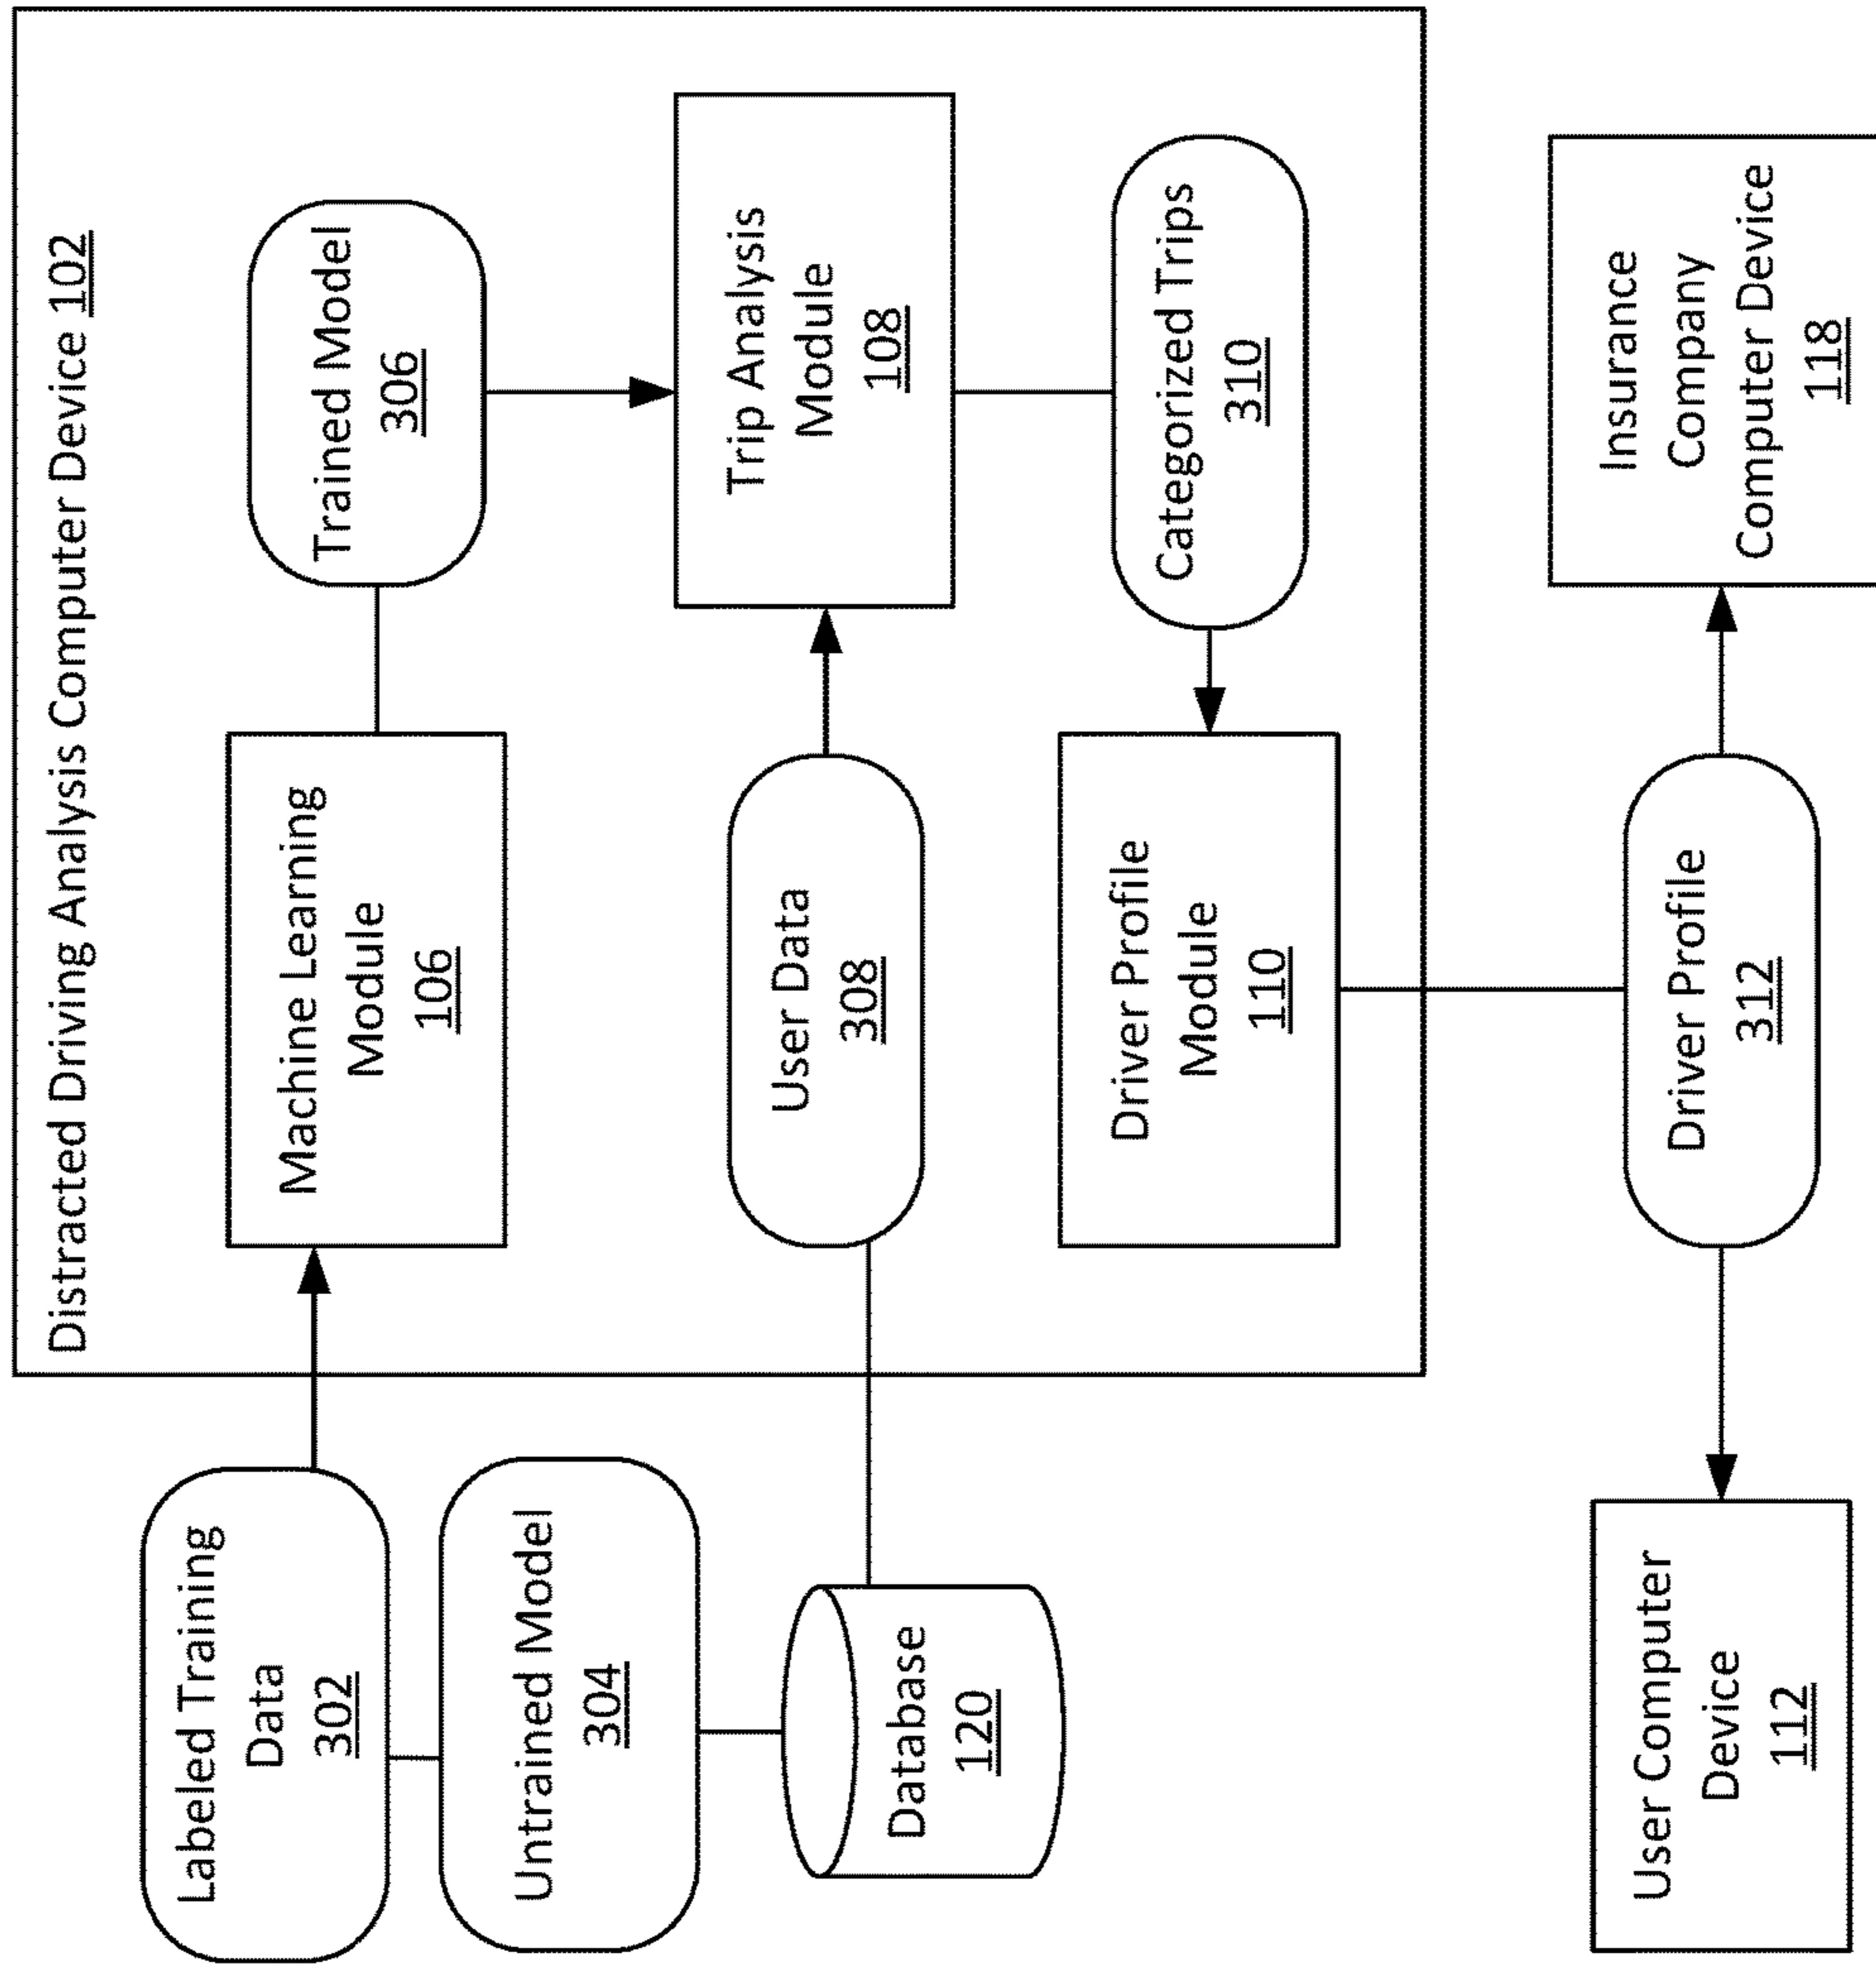 Distracted Driving Analysis Computer Device 102
Labeled Training
Data
302
Machine Learning
Module
106
Trained Model
306
Untrained Model
304
User Data
308
Trip Analysis
Module
108
Database
120
Driver Profile
Module
110
Categorized Trips
310
User Computer
Device
112
Driver Profile
312
Insurance
Company
Computer Device
118